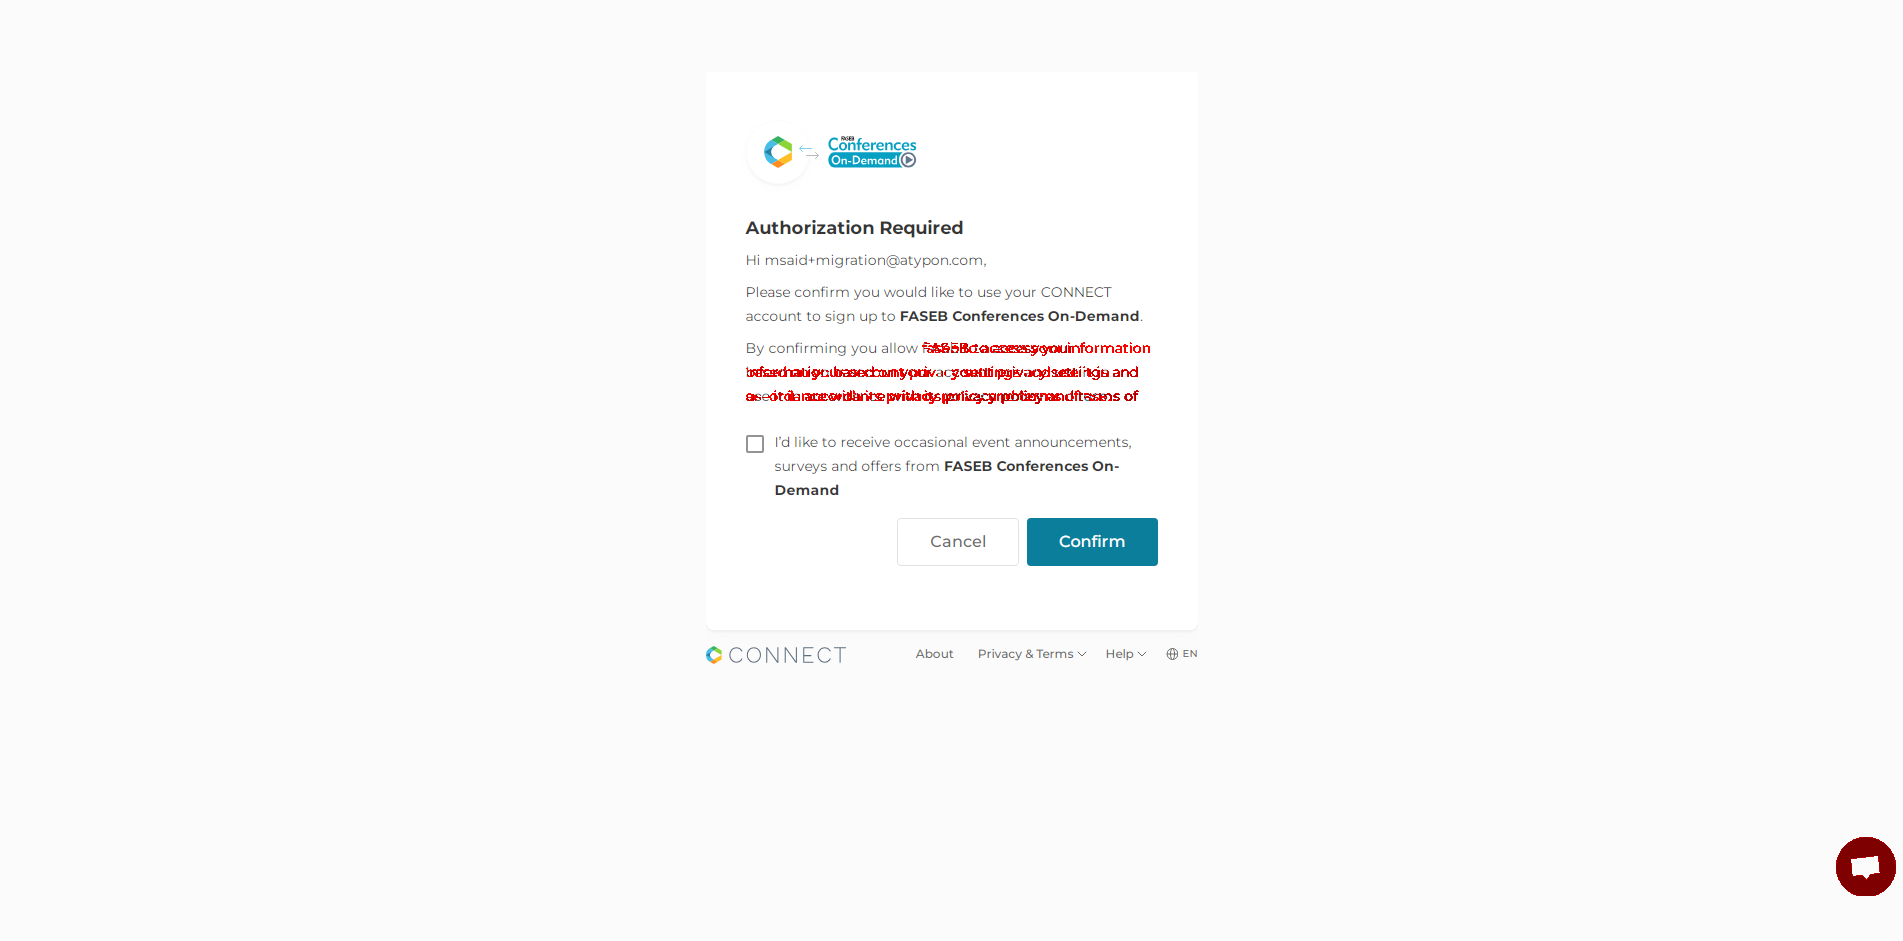 FASEB
Conferences
On-Demand
Authorization Required
Hi msaid+migration@atypon.com,
Please confirm you would like to use your CONNECT
account to sign up to FASEB Conferences On-Demand.
By confirming you allow
I’d like to receive occasional event announcements,
surveys and offers from FASEB Conferences On-
Demand
Cancel
Confirm
CONNECT
About
Privacy & Terms
Help
EN